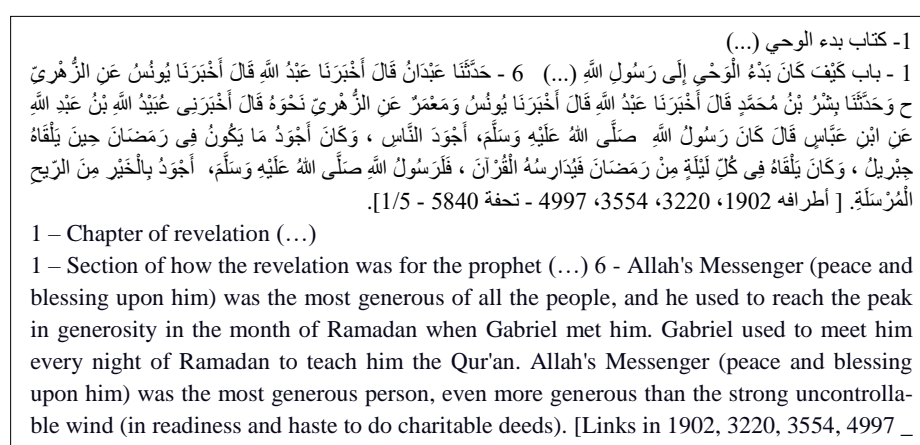 1- كتاب بدء الوحي (...)
1 - باب كَيْفَ كَانَ بَدْءُ الْوَحْيِ إِلَى رَسُولِ اللَّهِ (...) 6 - حَدَّثَنَا عَبْدَانُ قَالَ أَخْبَرَنَا عَبْدُ اللَّهِ قَالَ أَخْبَرَنَا يُونُسُ عَنِ الزُّهْرِىِّ
ح وَحَدَّثَنَا بِشْرُ بْنُ مُحَمَّدٍ قَالَ أَخْبَرَنَا عَبْدُ اللَّهِ قَالَ أَخْبَرَنَا يُونُسُ وَمَعْمَرٌ عَنِ الزُّهْرِىِّ نَحْوَهُ قَالَ أَخْبَرَنِى عُبَيْدُ اللَّهِ بْنُ عَبْدِ اللَّهِ
عَنِ ابْنِ عَبَّاسٍ قَالَ كَانَ رَسُولُ اللَّهِ صَلَّى اللهُ عَلَيْهِ وَسَلَّمَ، أَجْوَدَ النَّاسِ ، وَكَانَ أَجْوَدُ مَا يَكُونُ فِى رَمَضَانَ حِينَ يَلْقَاهُ
جِبْرِيلُ ، وَكَانَ يَلْقَاهُ فِى كُلِّ لَيْلَةٍ مِنْ رَمَضَانَ فَيُدَارِسُهُ الْقُرْآنَ ، فَلَرَسُولُ اللَّهِ صَلَّى اللهُ عَلَيْهِ وَسَلَّمَ، أَجْوَدُ بِالْخَيْرِ مِنَ الرِّيحِ
الْمُرْسَلَةِ. [ أطرافه 1902، 3220، 3554، 4997 - تحفة 5840 - 1/5].
1 – Chapter of revelation (…)
1 – Section of how the revelation was for the prophet (…) 6 - Allah's Messenger (peace and
blessing upon him) was the most generous of all the people, and he used to reach the peak
in generosity in the month of Ramadan when Gabriel met him. Gabriel used to meet him
every night of Ramadan to teach him the Qur'an. Allah's Messenger (peace and blessing
upon him) was the most generous person, even more generous than the strong uncontrolla-
ble wind (in readiness and haste to do charitable deeds). [Links in 1902, 3220, 3554, 4997 _